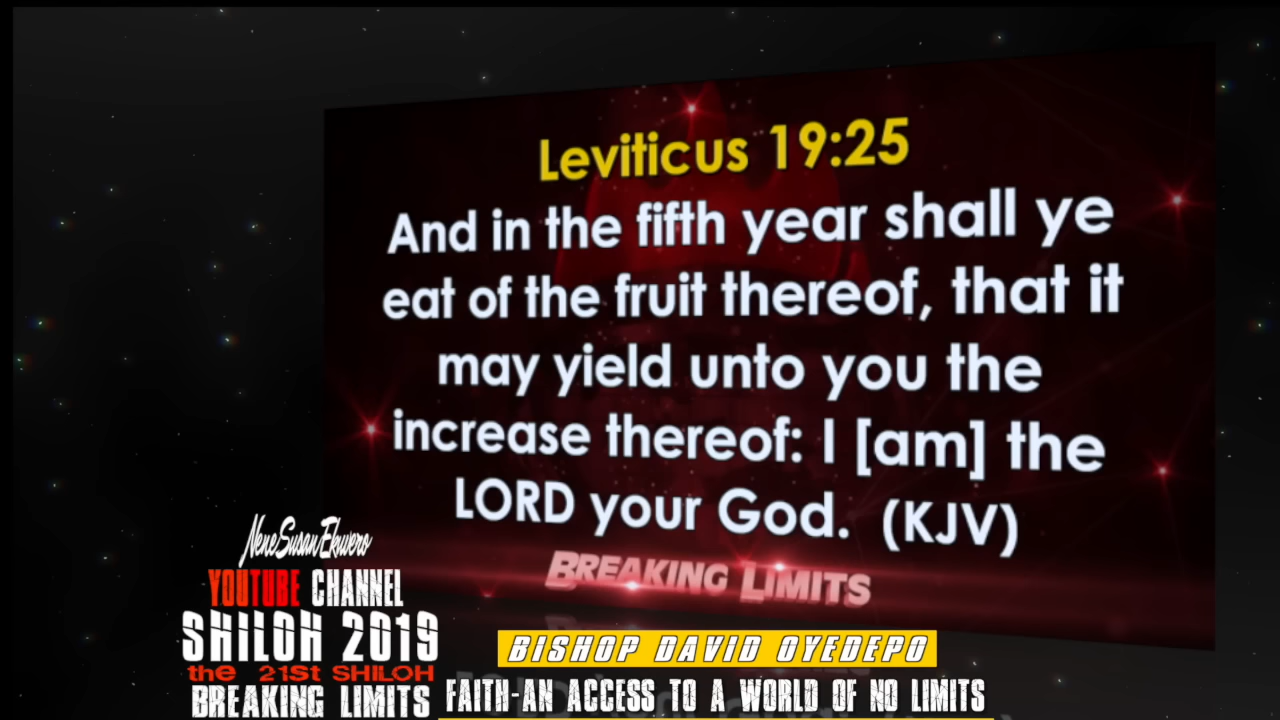 Leviticus 19:25
And in the fifth year shall ye
eat of the fruit thereof, that it
may yield unto you the
increase thereof: I [am] the
LORD your God. (KJV)
BREAKING LIMITS
NeneSusanEkwero
YOUTUBE CHANNEL
SHILOH 2019
the 21st SHILOH
BREAKING LIMITS
BISHOP DAVID OYEDEPO
FAITH-AN ACCESS TO A WORLD OF NO LIMITS